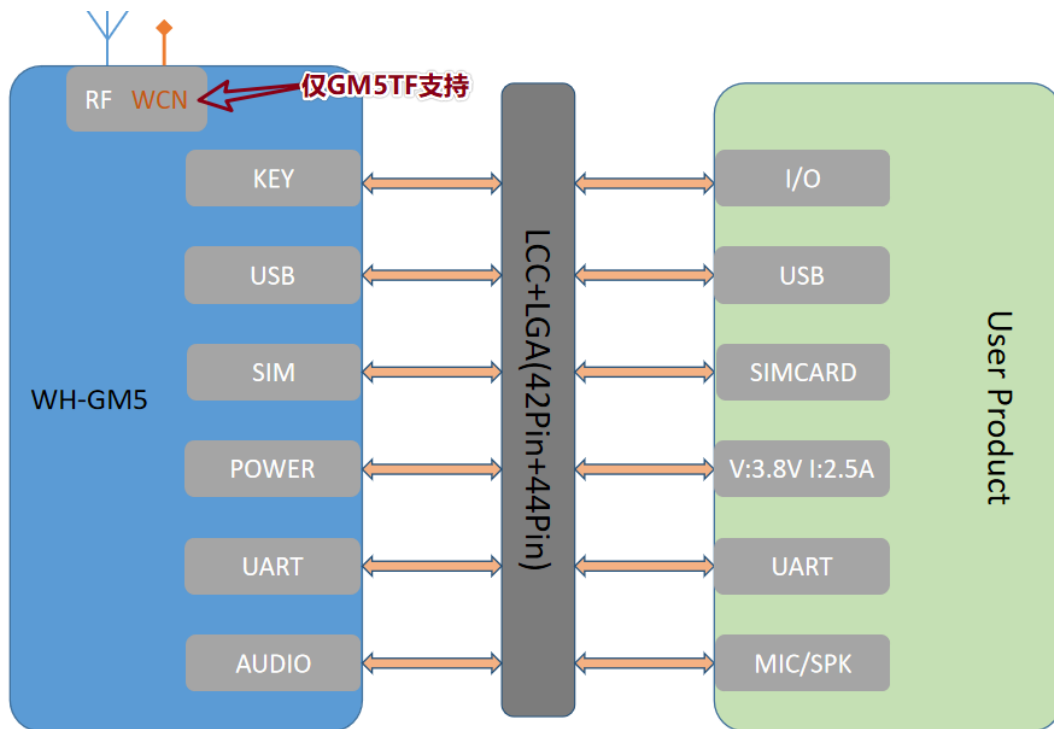 RF WCN
仅GM5TF支持
KEY
I/O
USB
USB
SIM
SIMCARD
WH-GM5
POWER
V:3.8V I:2.5A
UART
UART
AUDIO
MIC/SPK
LCC+LGA(42Pin+44Pin)
User Product